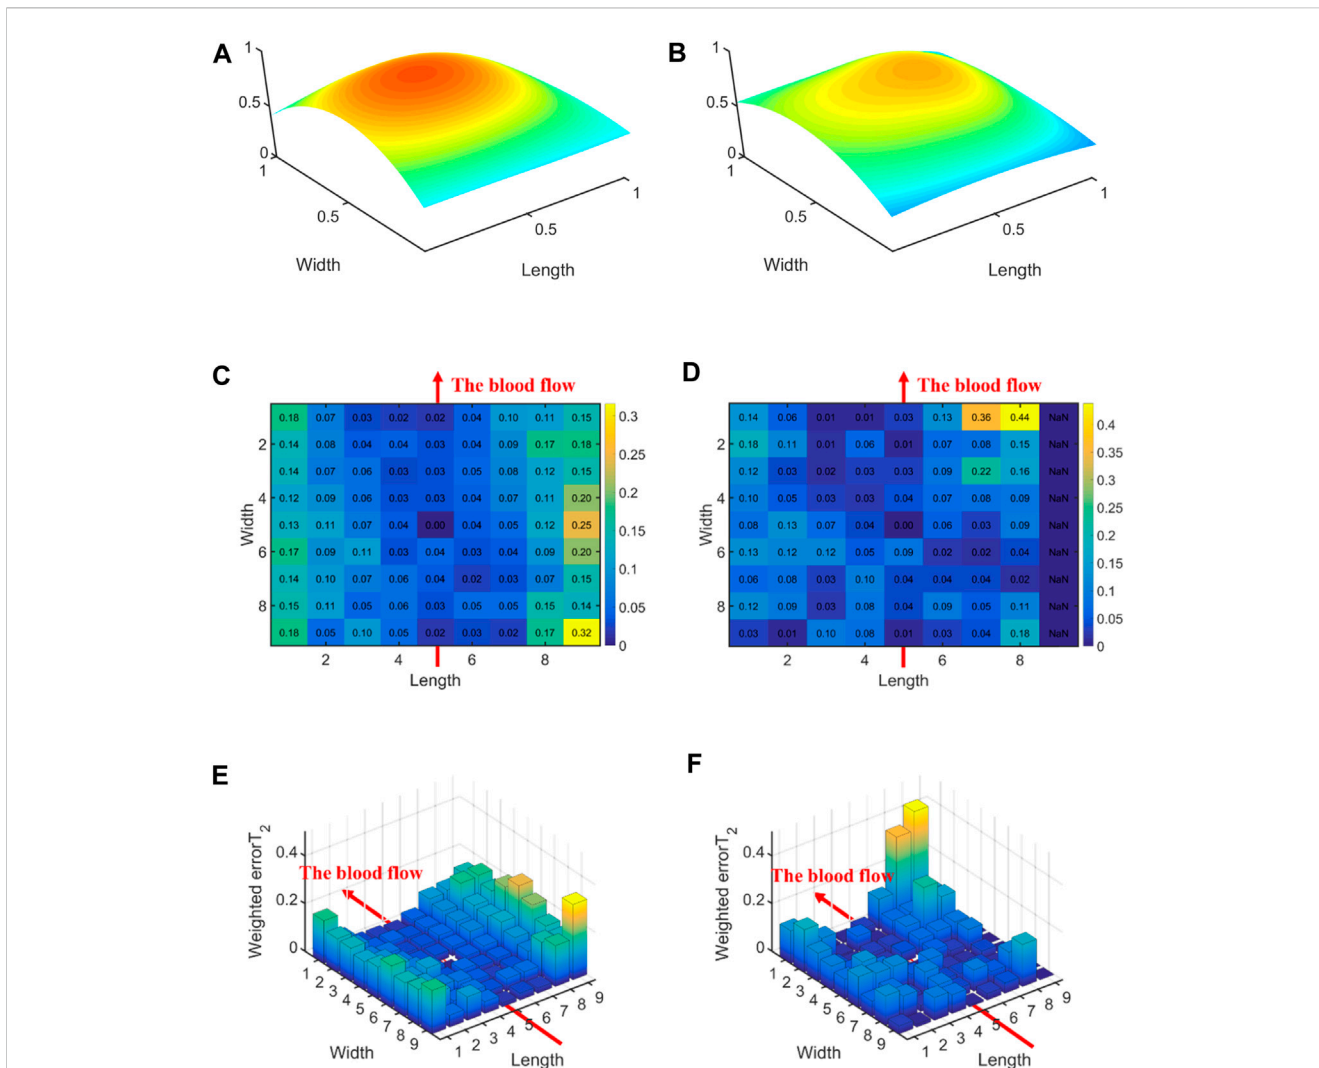 A
B
1
0.5
0
1
0.5
0.5
1
Width
Length
1
0.5
0
1
0.5
0.5
1
Width
Length
C
The blood flow
D
The blood flow
0.18 0.07 0.03 0.02 0.02 0.04 0.10 0.11 0.15
0.14 0.08 0.04 0.04 0.03 0.04 0.09 0.17 0.18
0.14 0.07 0.06 0.03 0.03 0.05 0.08 0.12 0.15
0.12 0.09 0.06 0.03 0.03 0.04 0.07 0.11 0.20
0.13 0.11 0.07 0.04 0.00 0.04 0.05 0.12 0.25
0.17 0.09 0.11 0.03 0.04 0.03 0.04 0.09 0.20
0.14 0.10 0.07 0.06 0.04 0.02 0.03 0.07 0.15
0.15 0.11 0.05 0.06 0.03 0.05 0.05 0.15 0.14
0.18 0.05 0.10 0.05 0.02 0.03 0.02 0.17 0.32
2
4
6
8
Width
2 4 6 8
Length
0.3
0.25
0.2
0.15
0.1
0.05
0
0.14 0.06 0.01 0.01 0.03 0.13 0.36 0.44 NaN
0.18 0.11 0.01 0.06 0.01 0.07 0.08 0.15 NaN
0.12 0.03 0.02 0.03 0.03 0.09 0.22 0.16 NaN
0.10 0.05 0.03 0.03 0.04 0.07 0.08 0.09 NaN
0.08 0.13 0.07 0.04 0.00 0.06 0.03 0.09 NaN
0.13 0.12 0.12 0.05 0.09 0.02 0.02 0.04 NaN
0.06 0.08 0.03 0.10 0.04 0.04 0.04 0.02 NaN
0.12 0.09 0.03 0.08 0.04 0.09 0.05 0.11 NaN
0.03 0.01 0.10 0.08 0.01 0.03 0.04 0.18 NaN
2
4
6
8
Width
2 4 6 8
Length
0.4
0.35
0.3
0.25
0.2
0.15
0.1
0.05
0
E
F
Weighted errorT2
0.4
0.2
0
The blood flow
1 2 3 4 5 6 7 8 9
Width
1 2 3 4 5 6 7 8 9
Length
Weighted errorT2
0.4
0.2
0
The blood flow
1 2 3 4 5 6 7 8 9
Width
1 2 3 4 5 6 7 8 9
Length